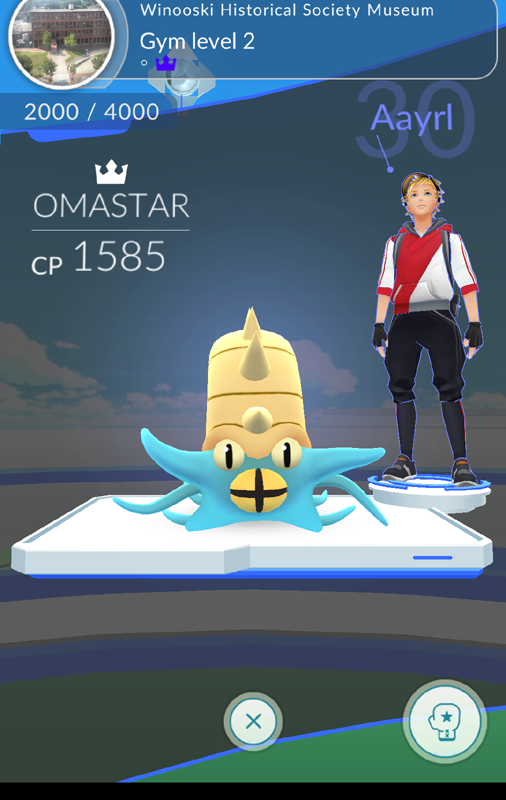 Winooski Historical Society Museum
Gym level 2
2000 / 4000
30
Aayrl
OMASTAR
CP 1585